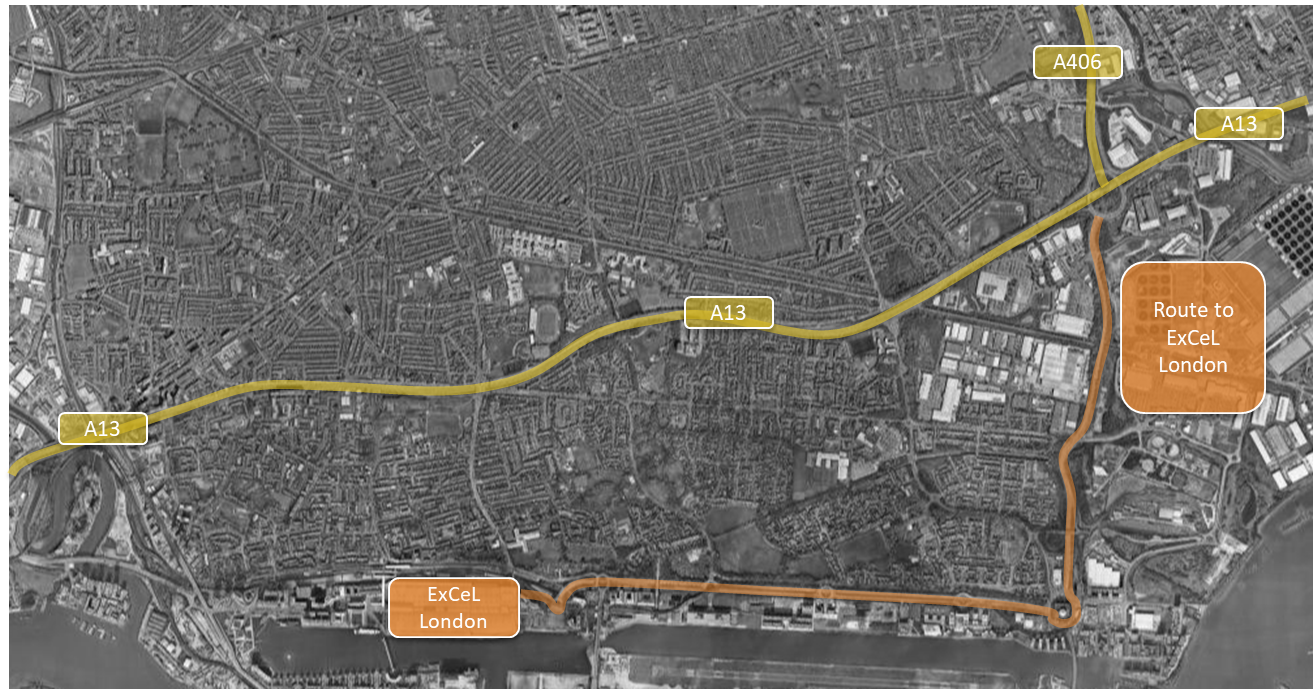 A406
A13
Route to
ExCeL
London
A13
A13
ExCeL
London